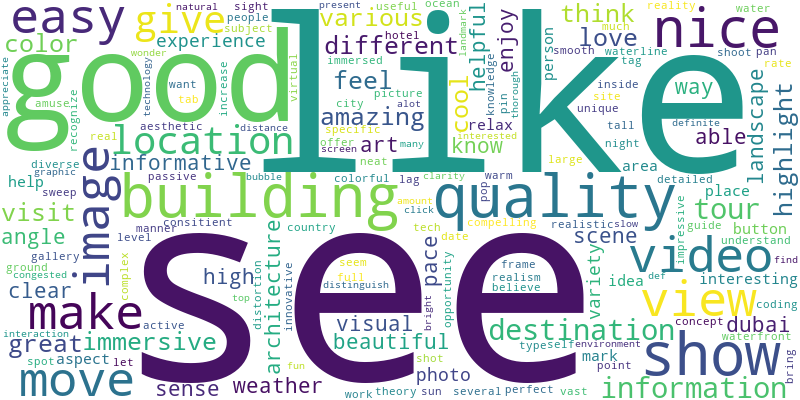 natural
sight
present
useful
ocean
reality
water
easy
give
people
various
helpful
landmark
think
nice
color
experience
subject
hotel
different
enjoy
person
love
smooth
much
waterline
shoot
pan
like
good
appreciate
amuse
recognize
wonder
want
technology
tab
increase
virtual
immersed
feel
city
picture
alot
cool
knowledge
pin
thorough
tag
inside
site
unique
way
rate
aesthetic
distance
amazing
specific
relax
tall
definite
real
location
offer
many
art
know
interested
night
able
landscape
highlight
diverse
informative
screen
neat
large
area
graphic
help
sweep
passive
bubble
colorful
lag
clarity
pop
warm
detailed
place
image
building
quality
click
amount
tech
compelling
date
realistic
slow
impressive
tour
visit
manner
consitient
country
guide
button
angle
level
architecture
see
pace
scene
understand
gallery
ground
congested
complex
high
distortion
innovative
seem
full
distinguish
frame
realism
believe
variety
idea
video
interesting
find
clear
top
bright
opportunity
def
view
coding
make
active
visual
destination
type
self
environment
concept
dubai
great
immersive
beautiful
mark
waterfront
interaction
spot
aspect
let
fun
shot
point
show
bring
move
sense
weather
photo
work
theory
sun
several
perfect
vast
information